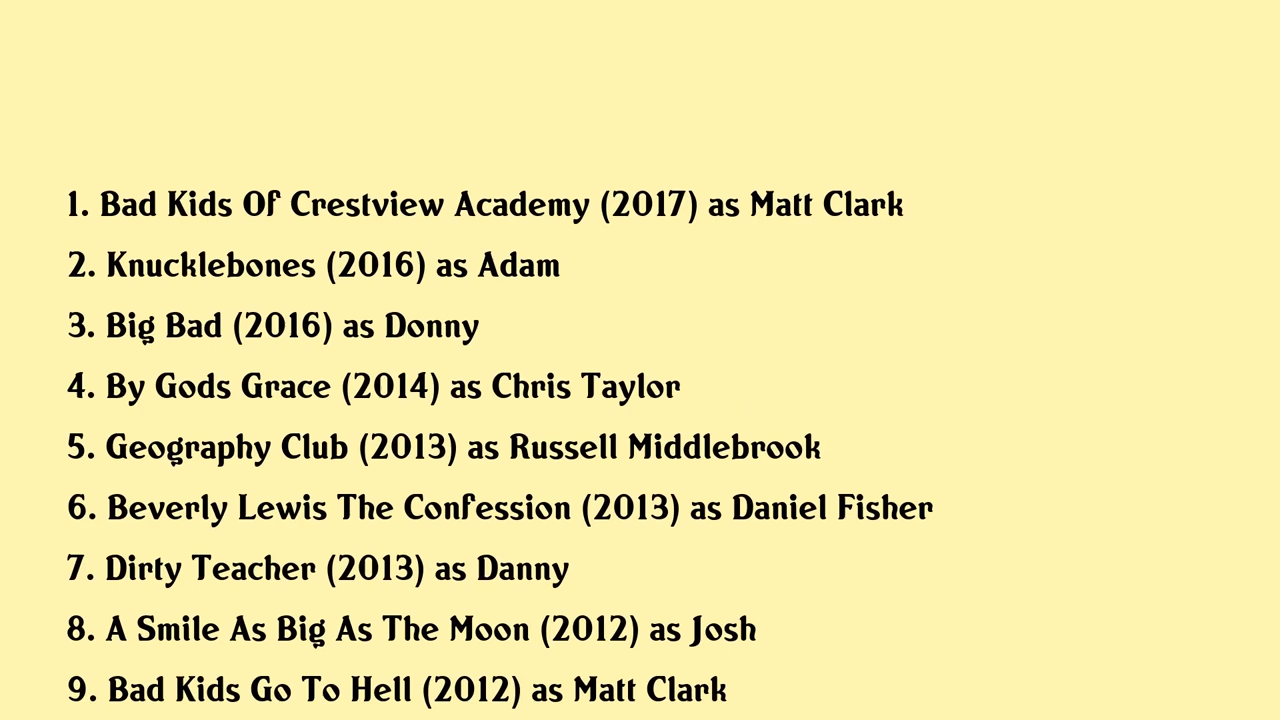 1. Bad Kids Of Crestview Academy (2017) as Matt Clark
2. Knucklebones (2016) as Adam
3. Big Bad (2016) as Donny
4. By Gods Grace (2014) as Chris Taylor
5. Geography Club (2013) as Russell Middlebrook
6. Beverly Lewis The Confession (2013) as Daniel Fisher
7. Dirty Teacher (2013) as Danny
8. A Smile As Big As The Moon (2012) as Josh
9. Bad Kids Go To Hell (2012) as Matt Clark